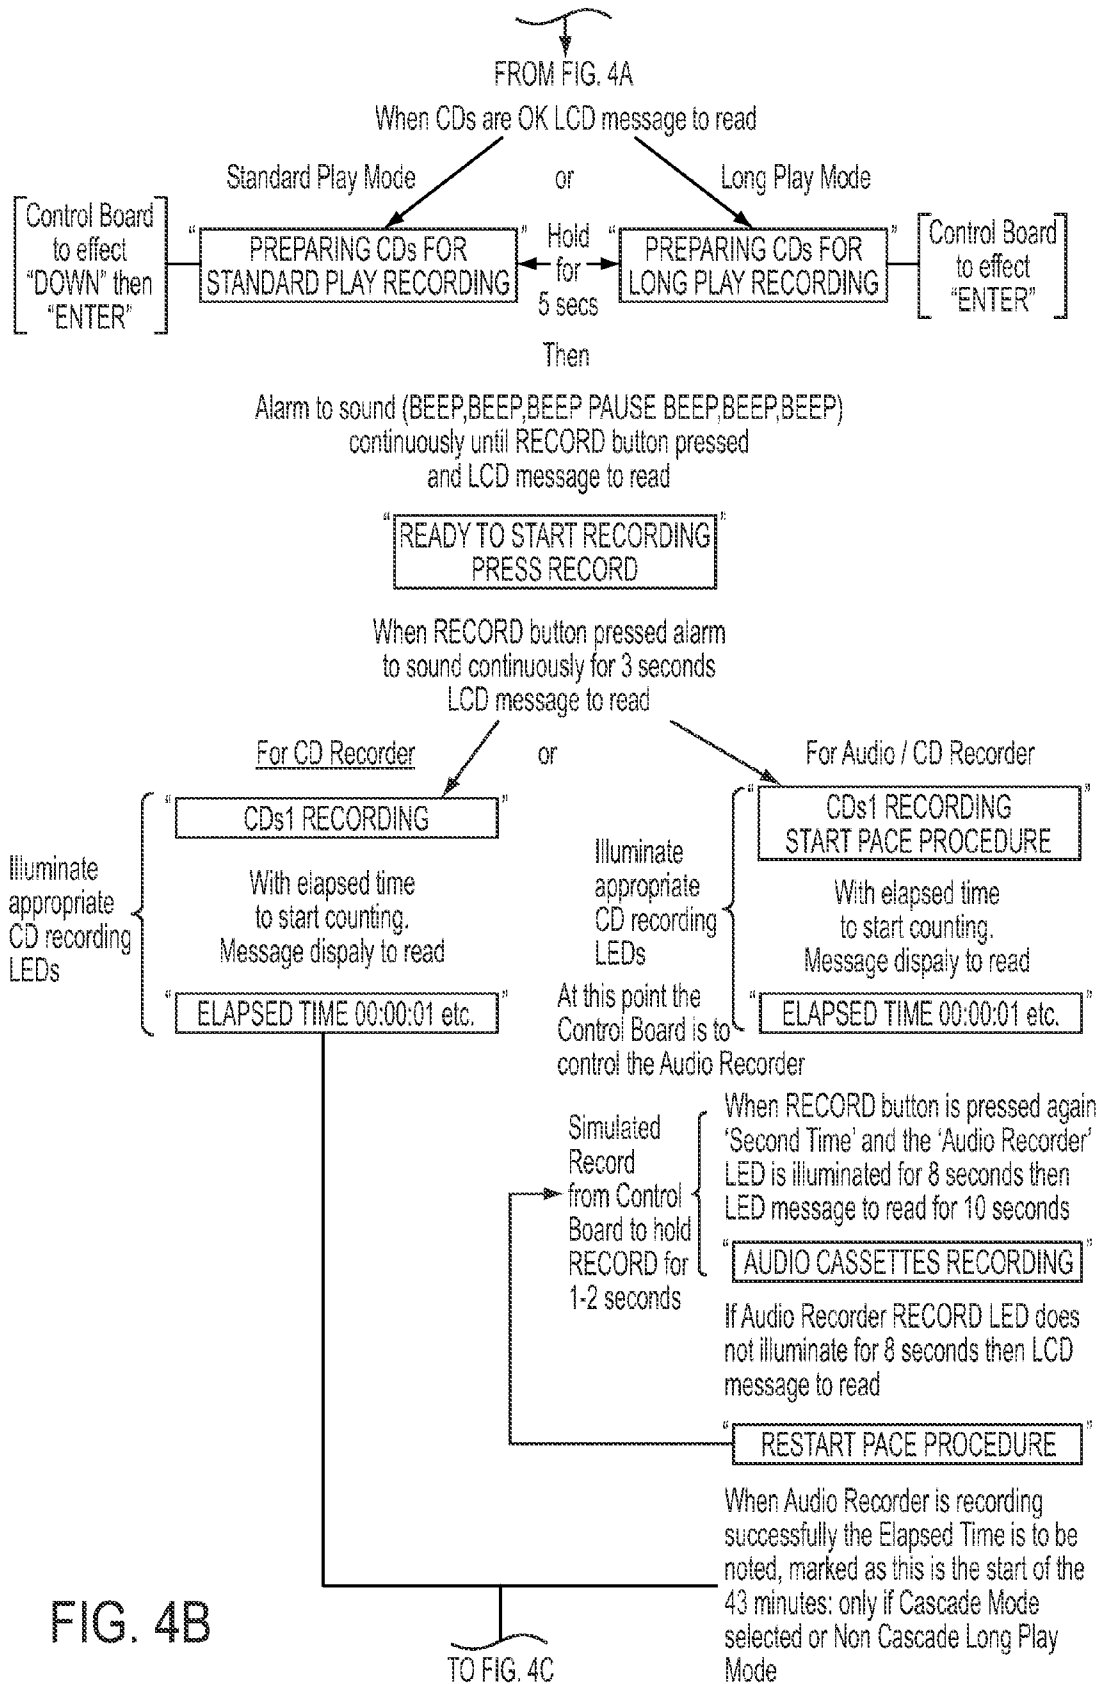 FROM FIG. 4A
When CDs are OK LCD message to read
Standard Play Mode
or
Long Play Mode
[Control Board
to effect
"DOWN" then
"ENTER"]
"PREPARING CDs FOR
STANDARD PLAY RECORDING"
Hold
for
5 secs
"PREPARING CDs FOR
LONG PLAY RECORDING"
[Control Board
to effect
"ENTER"]
Then
Alarm to sound (BEEP,BEEP,BEEP PAUSE BEEP,BEEP,BEEP)
continuously until RECORD button pressed
and LCD message to read
"READY TO START RECORDING
PRESS RECORD"
When RECORD button pressed alarm
to sound continuously for 3 seconds
LCD message to read
For CD Recorder
or
For Audio / CD Recorder
Illuminate
appropriate
CD recording
LEDs
"CDs1 RECORDING"
With elapsed time
to start counting.
Message dispaly to read
"ELAPSED TIME 00:00:01 etc."
Illuminate
appropriate
CD recording
LEDs
"CDs1 RECORDING
START PACE PROCEDURE"
With elapsed time
to start counting.
Message dispaly to read
"ELAPSED TIME 00:00:01 etc."
At this point the
Control Board is to
control the Audio Recorder
Simulated
Record
from Control
Board to hold
RECORD for
1-2 seconds
When RECORD button is pressed again
'Second Time' and the 'Audio Recorder'
LED is illuminated for 8 seconds then
LED message to read for 10 seconds
"AUDIO CASSETTES RECORDING"
If Audio Recorder RECORD LED does
not illuminate for 8 seconds then LCD
message to read
"RESTART PACE PROCEDURE"
When Audio Recorder is recording
successfully the Elapsed Time is to be
noted, marked as this is the start of the
43 minutes: only if Cascade Mode
selected or Non Cascade Long Play
Mode
FIG. 4B
TO FIG. 4C